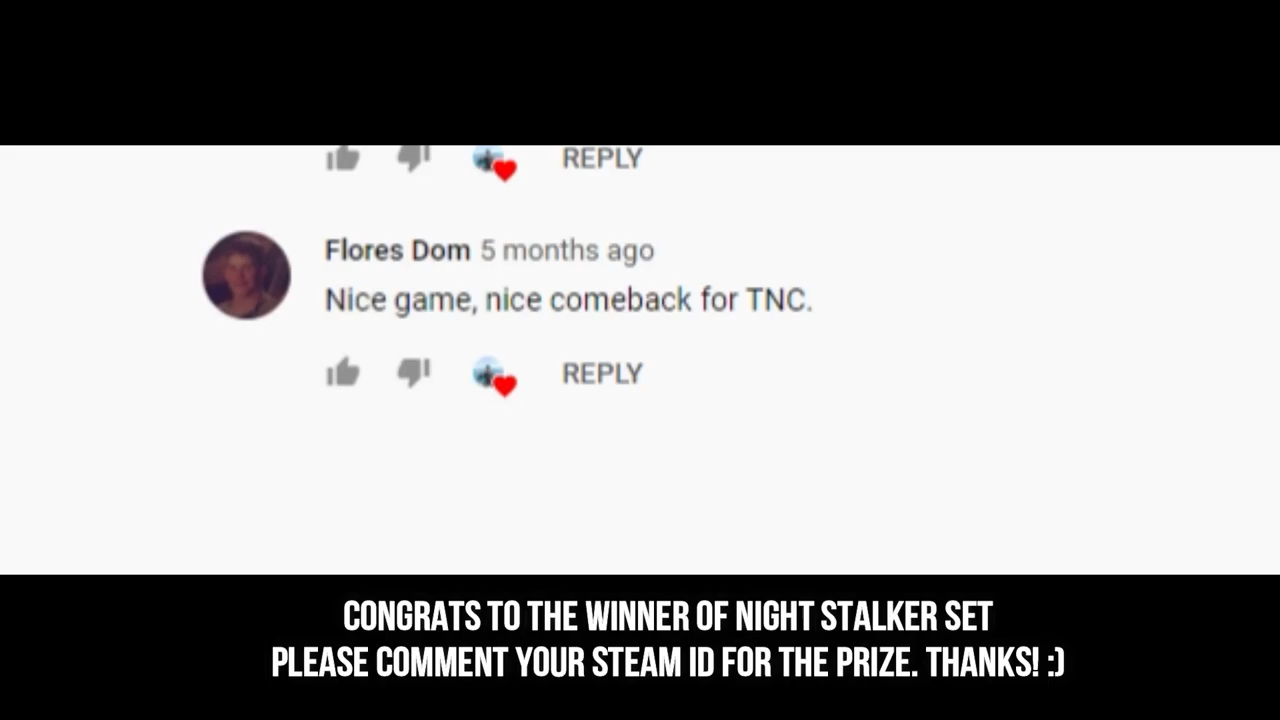 REPLY
Flores Dom 5 months ago
Nice game, nice comeback for TNC.
REPLY
CONGRATS TO THE WINNER OF NIGHT STALKER SET
PLEASE COMMENT YOUR STEAM ID FOR THE PRIZE. THANKS! :)